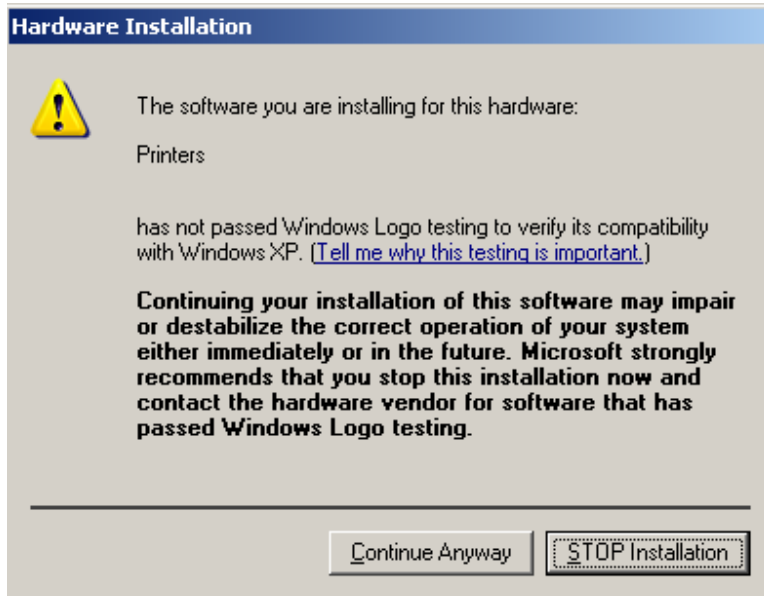 Hardware Installation
The software you are installing for this hardware:
Printers
has not passed Windows Logo testing to verify its compatibility
with Windows XP. (Tell me why this testing is important.)
Continuing your installation of this software may impair
or destabilize the correct operation of your system
either immediately or in the future. Microsoft strongly
recommends that you stop this installation now and
contact the hardware vendor for software that has
passed Windows Logo testing.
Continue Anyway
STOP Installation